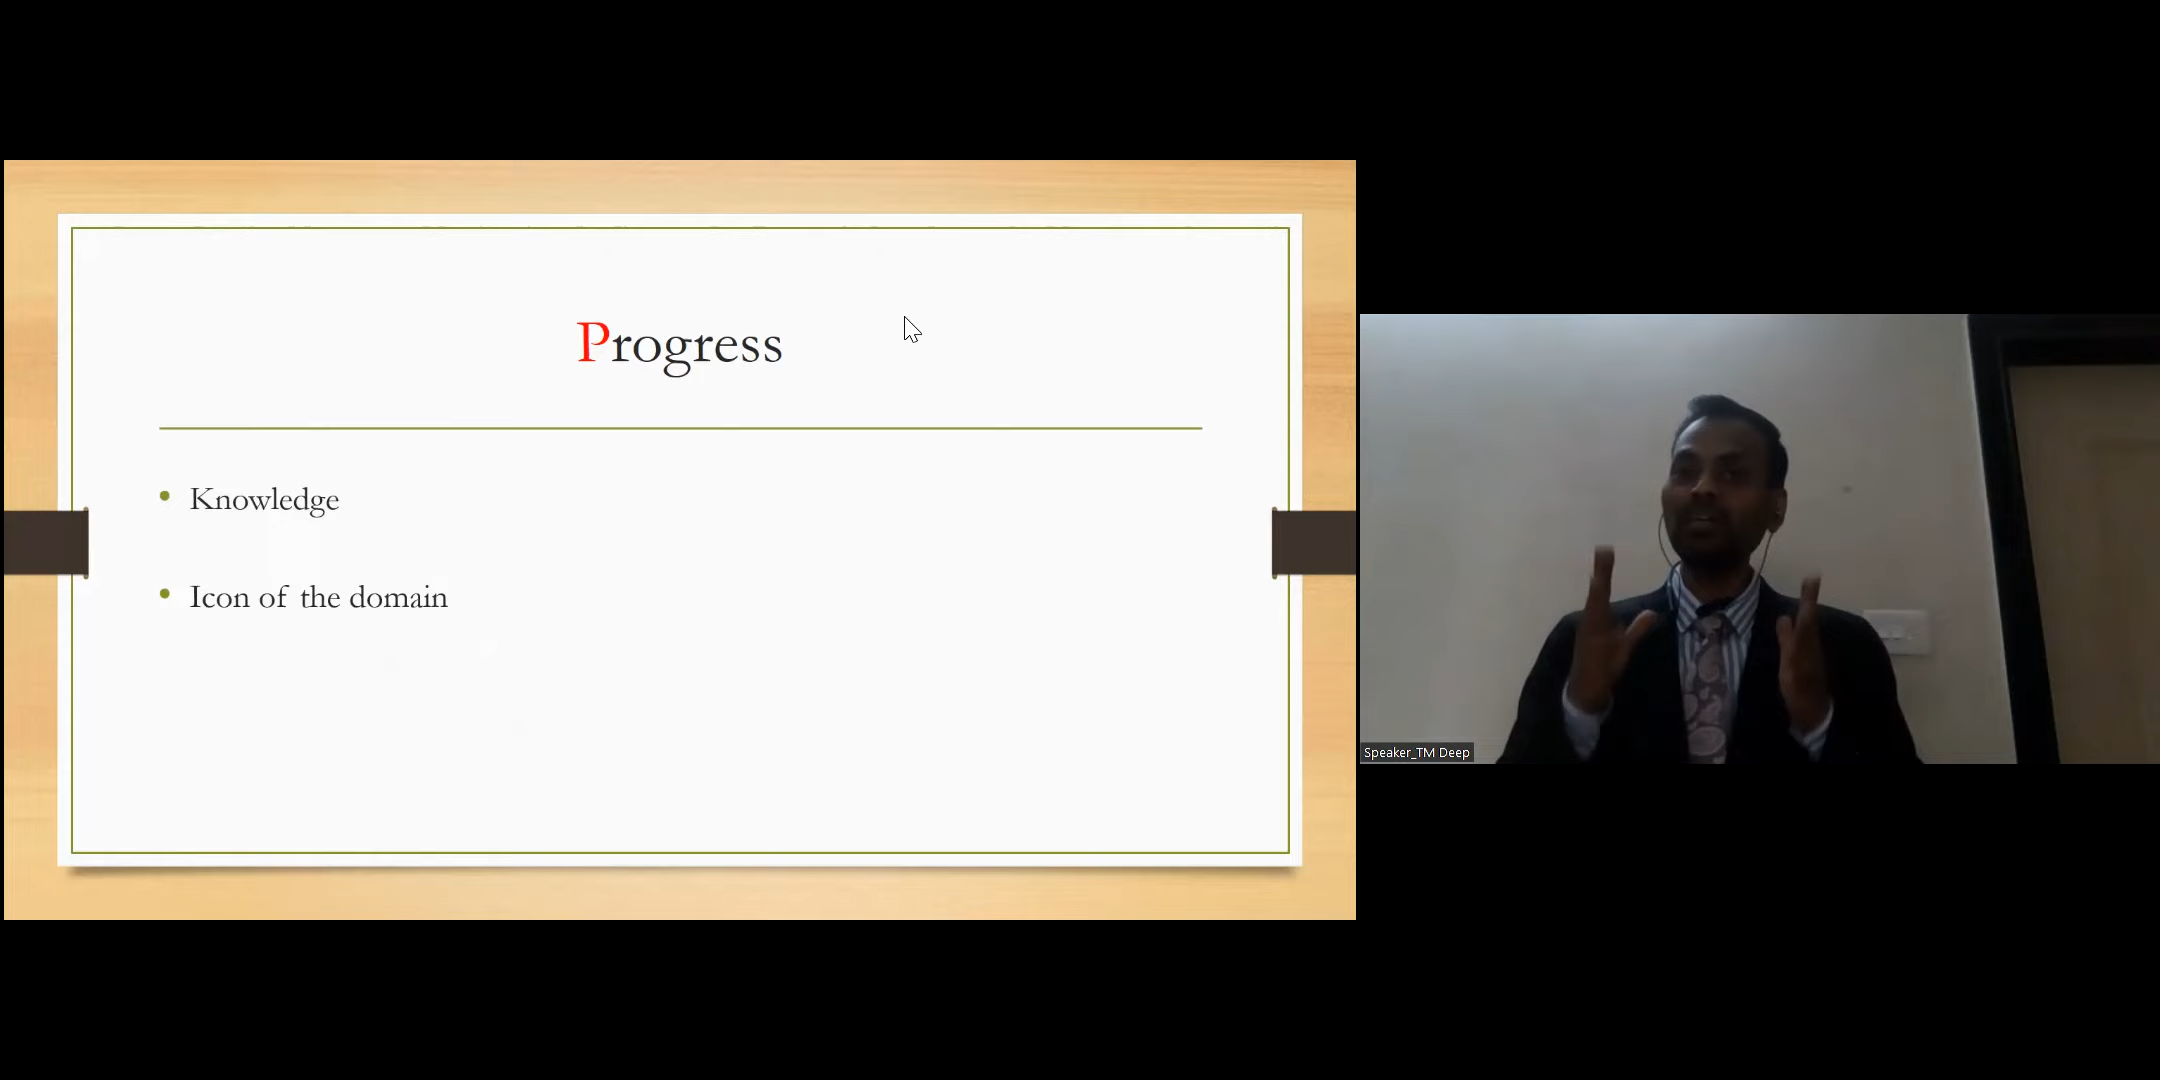 Progress
Knowledge
Icon of the domain
Speaker_TM Deep